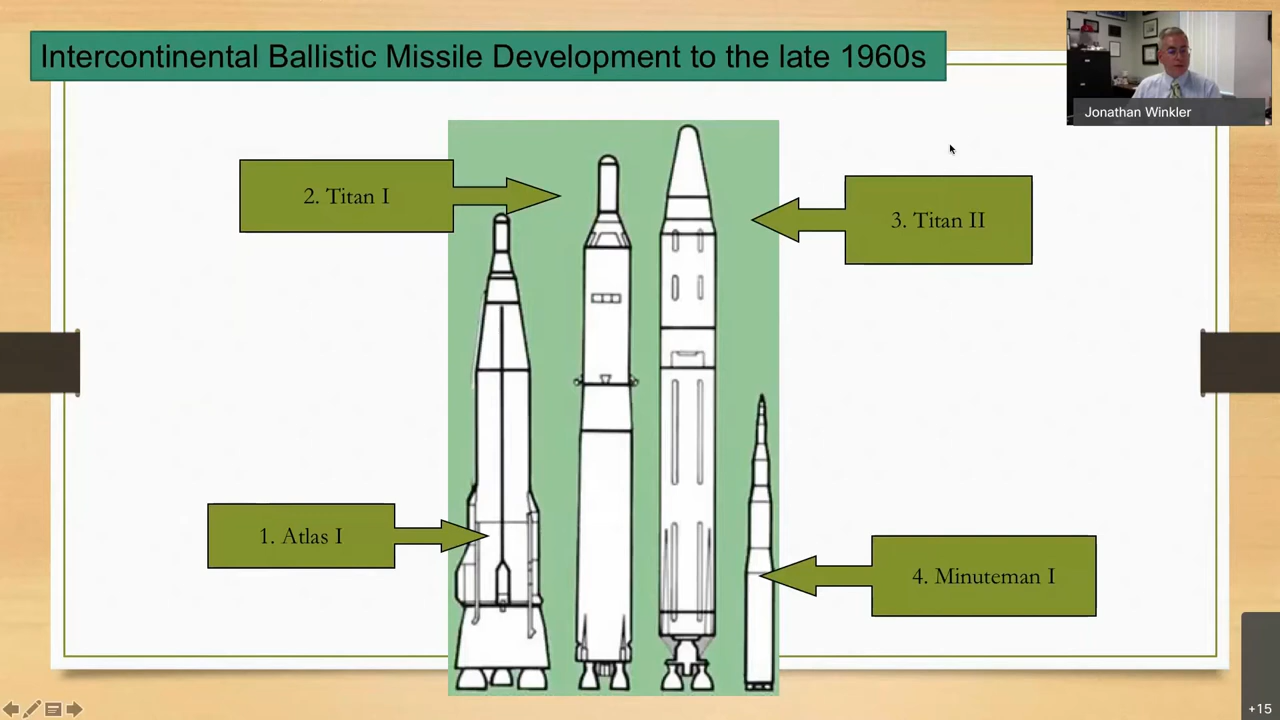 Intercontinental Ballistic Missile Development to the late 1960s
Jonathan Winkler
2. Titan I
3. Titan II
1. Atlas I
4. Minuteman I
+15